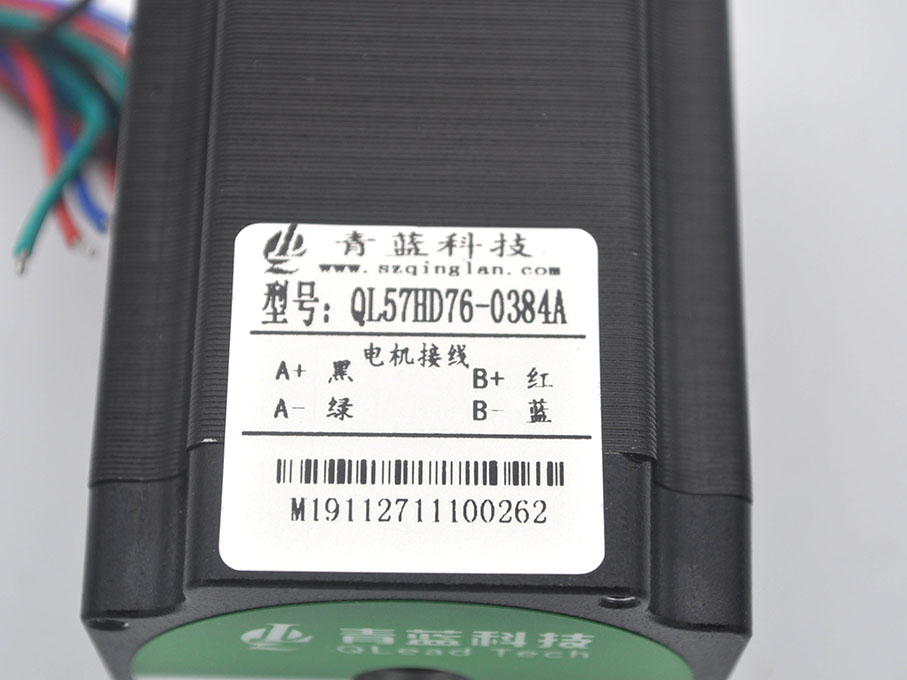 青蓝科技
www.szqinglan.com
型号: QL57HD76-0384A
电机接线
A+ 黑 B+ 红
A- 绿 B- 蓝
M19112711100262
青蓝科技
QLead Tech